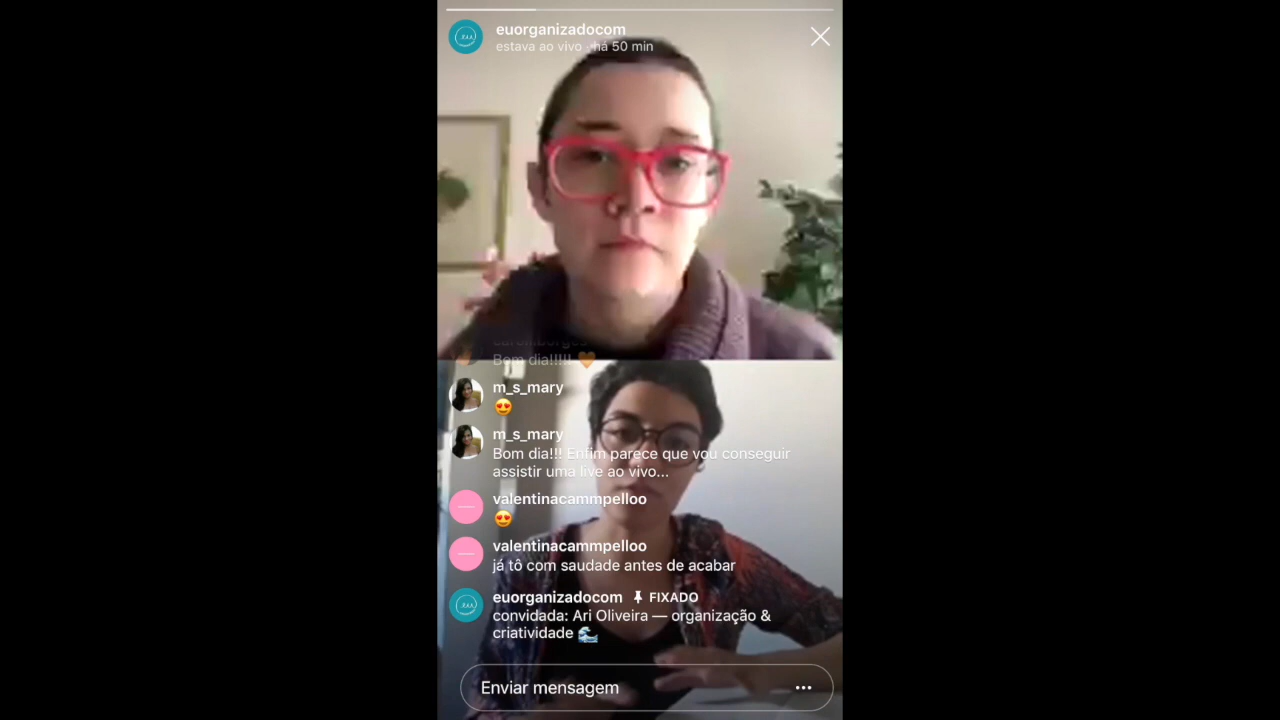 euorganizadocom
estava ao vivo · há 50 min
Bom dia!!!!! 🧡
m_s_mary
😍
m_s_mary
Bom dia!!! Enfim parece que vou conseguir
assistir uma live ao vivo...
valentinacammpelloo
😍
valentinacammpelloo
já tô com saudade antes de acabar
euorganizadocom 📌 FIXADO
convidada: Ari Oliveira — organização &
criatividade 🌊
Enviar mensagem